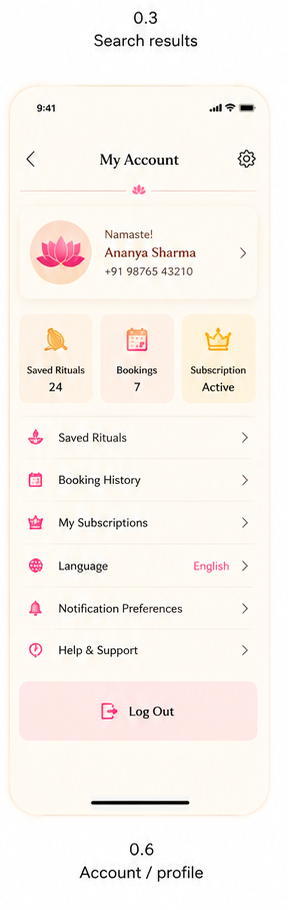 0.3
Search results
9:41
My Account
Namaste!
Ananya Sharma
+91 98765 43210
Saved Rituals
24
Bookings
7
Subscription
Active
Saved Rituals
Booking History
My Subscriptions
Language English
Notification Preferences
Help & Support
Log Out
0.6
Account / profile